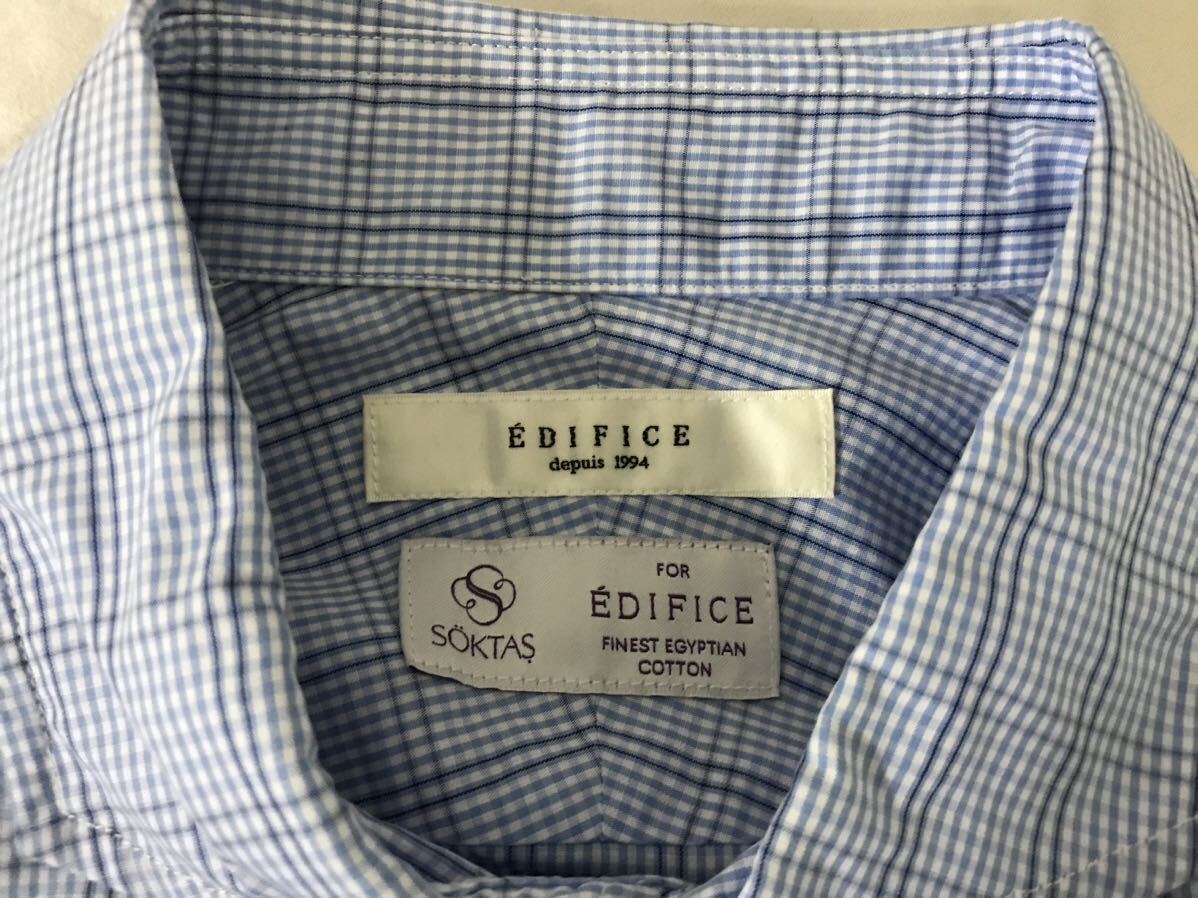 ÉDIFICE
depuis 1994
S
SÖKTAŞ
FOR
ÉDIFICE
FINEST EGYPTIAN
COTTON